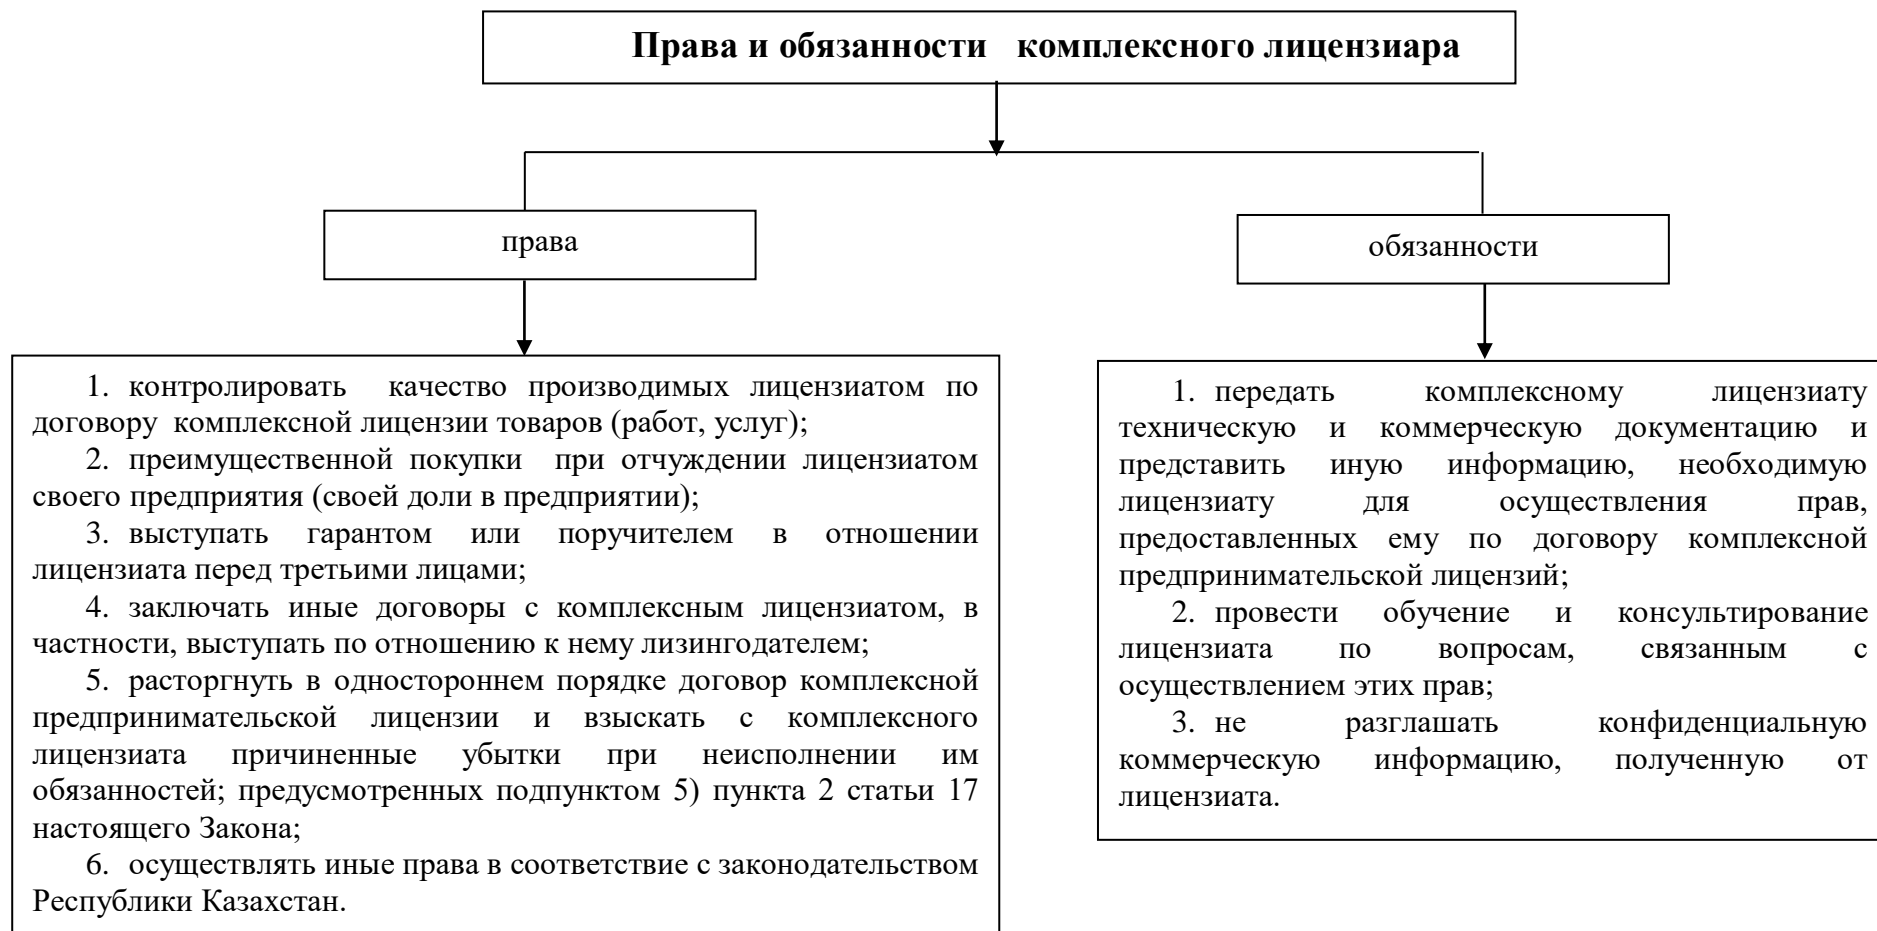 Права и обязанности комплексного лицензиара
права
обязанности
1. контролировать качество производимых лицензиатом по
договору комплексной лицензии товаров (работ, услуг);
2. преимущественной покупки при отчуждении лицензиатом
своего предприятия (своей доли в предприятии);
3. выступать гарантом или поручителем в отношении
лицензиата перед третьими лицами;
4. заключать иные договоры с комплексным лицензиатом, в
частности, выступать по отношению к нему лизингодателем;
5. расторгнуть в одностороннем порядке договор комплексной
предпринимательской лицензии и взыскать с комплексного
лицензиата причиненные убытки при неисполнении им
обязанностей; предусмотренных подпунктом 5) пункта 2 статьи 17
настоящего Закона;
6. осуществлять иные права в соответствие с законодательством
Республики Казахстан.
1. передать комплексному лицензиату
техническую и коммерческую документацию и
представить иную информацию, необходимую
лицензиату для осуществления прав,
предоставленных ему по договору комплексной
предпринимательской лицензий;
2. провести обучение и консультирование
лицензиата по вопросам, связанным с
осуществлением этих прав;
3. не разглашать конфиденциальную
коммерческую информацию, полученную от
лицензиата.